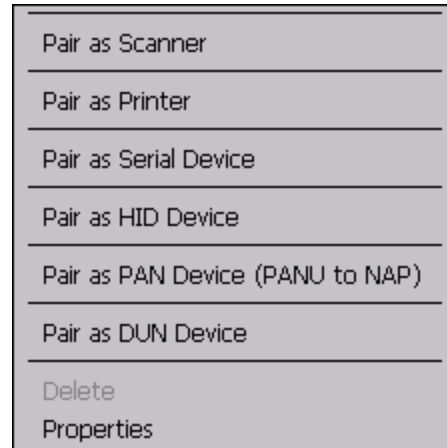 Pair as Scanner
Pair as Printer
Pair as Serial Device
Pair as HID Device
Pair as PAN Device (PANU to NAP)
Pair as DUN Device
Delete
Properties